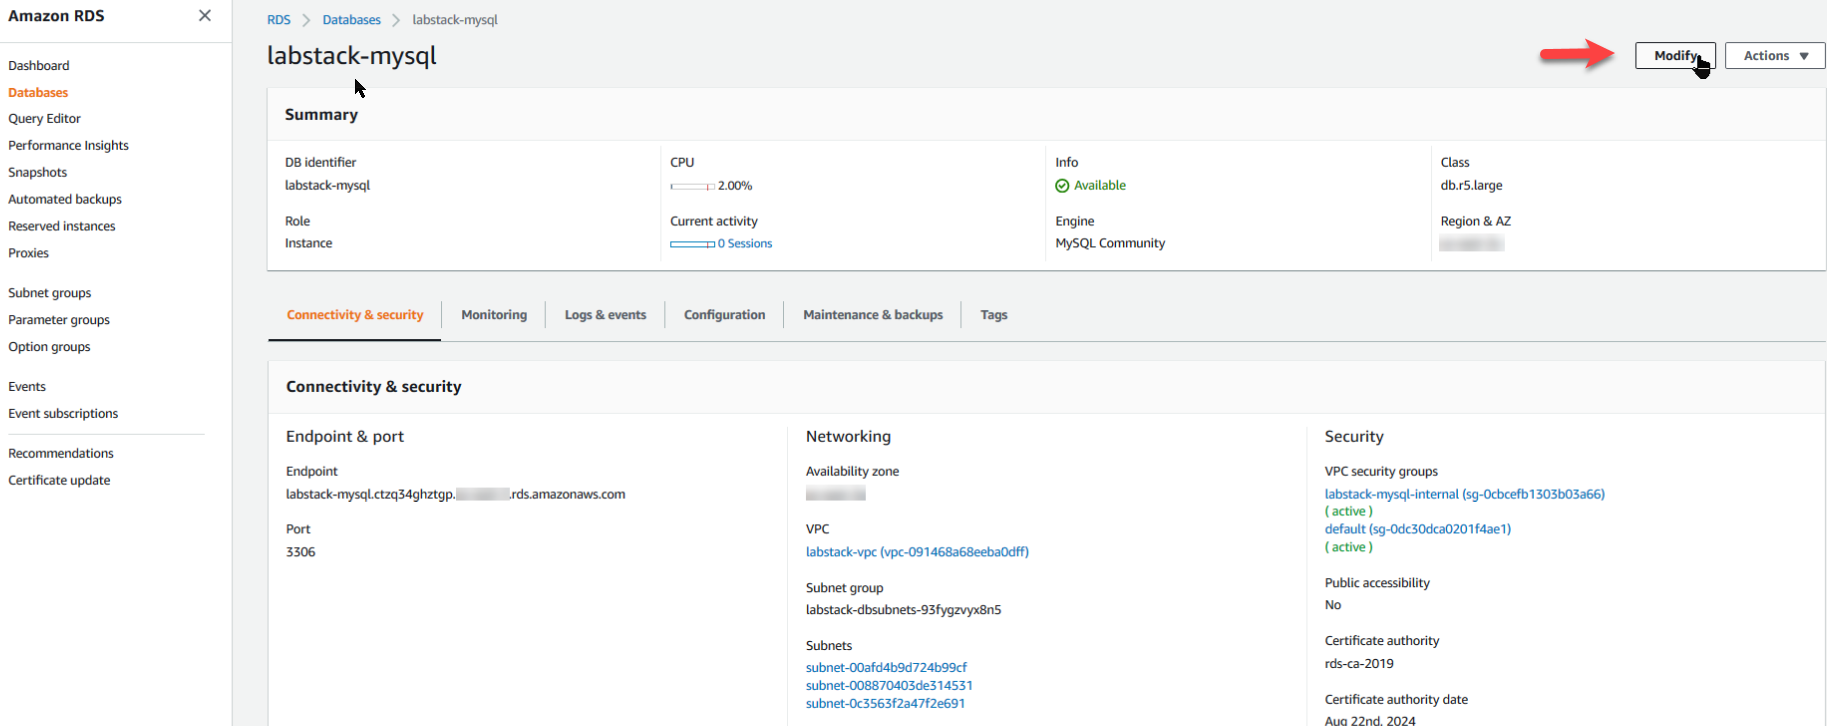 Amazon RDS
Dashboard
Databases
Query Editor
Performance Insights
Snapshots
Automated backups
Reserved instances
Proxies
Subnet groups
Parameter groups
Option groups
Events
Event subscriptions
Recommendations
Certificate update
RDS > Databases > labstack-mysql
labstack-mysql
Modify
Actions
Summary
DB identifier
labstack-mysql
Role
Instance
CPU
2.00%
Current activity
0 Sessions
Info
Available
Engine
MySQL Community
Class
db.r5.large
Region & AZ
Connectivity & security
Monitoring
Logs & events
Configuration
Maintenance & backups
Tags
Connectivity & security
Endpoint & port
Endpoint
labstack-mysql.ctzq34ghztgp. .rds.amazonaws.com
Port
3306
Networking
Availability zone
VPC
labstack-vpc (vpc-091468a68eeba0dff)
Subnet group
labstack-dbsubnets-93fygzvyx8n5
Subnets
subnet-00afd4b9d724b99cf
subnet-008870403de314531
subnet-0c3563f2a47f2e691
Security
VPC security groups
labstack-mysql-internal (sg-0cbcefb1303b03a66)
( active )
default (sg-0dc30dca0201f4ae1)
( active )
Public accessibility
No
Certificate authority
rds-ca-2019
Certificate authority date
Aug 22nd, 2024